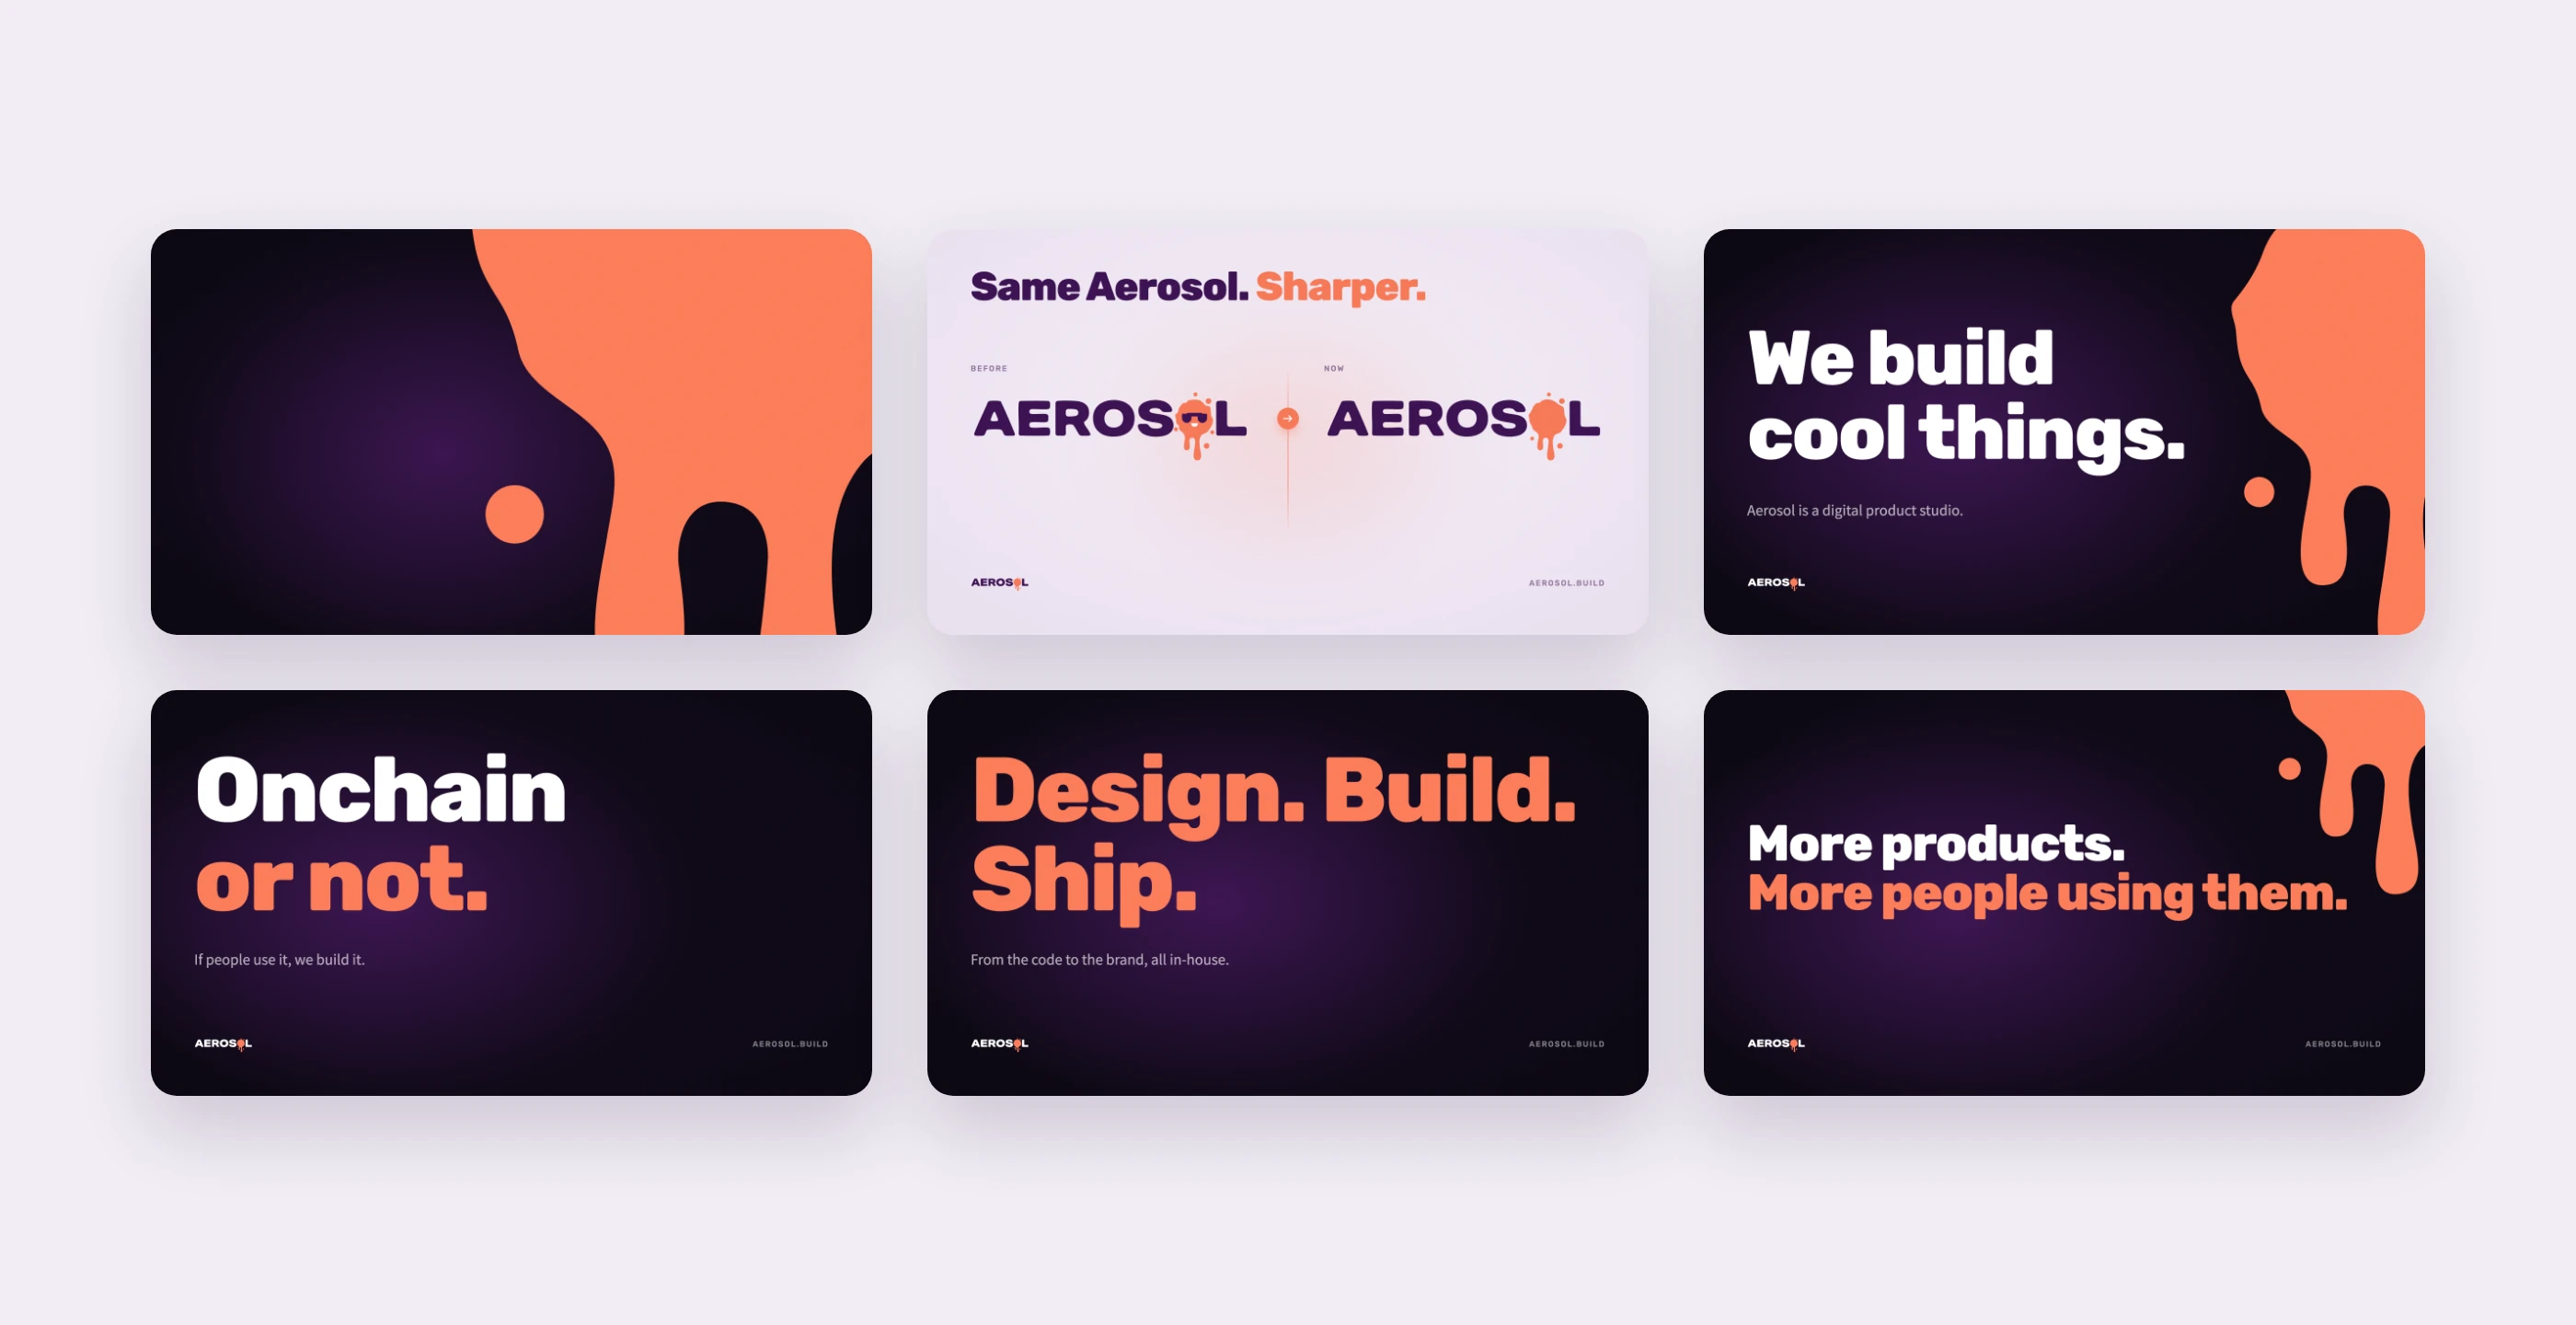 Same Aerosol. Sharper.
BEFORE
NOW
AEROSOL
AEROSOL
AEROSOL
AEROSOL.BUILD
We build
cool things.
Aerosol is a digital product studio.
AEROSOL
Onchain
or not.
If people use it, we build it.
AEROSOL
AEROSOL.BUILD
Design. Build.
Ship.
From the code to the brand, all in-house.
AEROSOL
AEROSOL.BUILD
More products.
More people using them.
AEROSOL
AEROSOL.BUILD